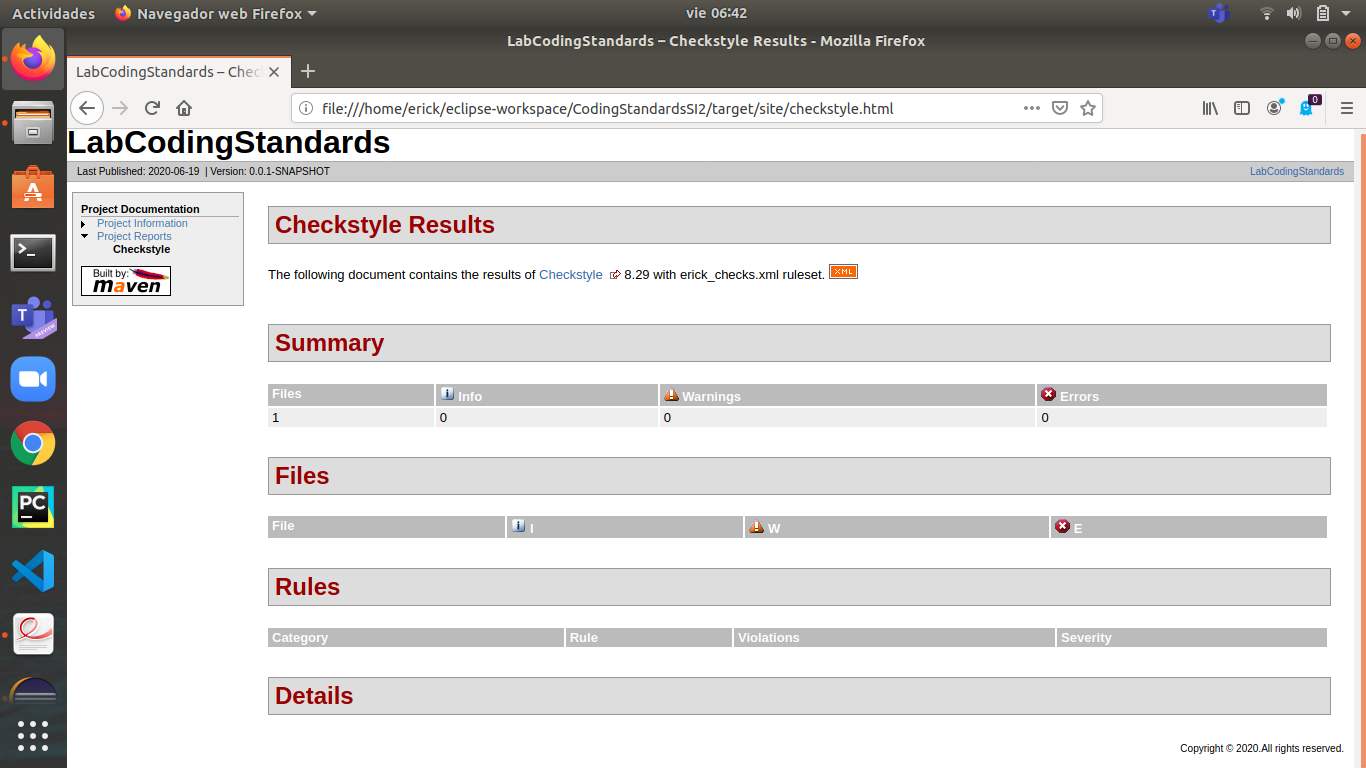 Actividades Navegador web Firefox vie 06:42
LabCodingStandards – Checkstyle Results - Mozilla Firefox
LabCodingStandards – Chec
file:///home/erick/eclipse-workspace/CodingStandardsSI2/target/site/checkstyle.html
0
LabCodingStandards
Last Published: 2020-06-19 | Version: 0.0.1-SNAPSHOT LabCodingStandards
Project Documentation
Project Information
Project Reports
Checkstyle
Built by:
maven
Checkstyle Results
The following document contains the results of Checkstyle 8.29 with erick_checks.xml ruleset. XML
Summary
Files Info Warnings Errors
1 0 0 0
Files
File I W E
Rules
Category Rule Violations Severity
Details
Copyright © 2020.All rights reserved.
A
>_
T
PREVIEW
PC